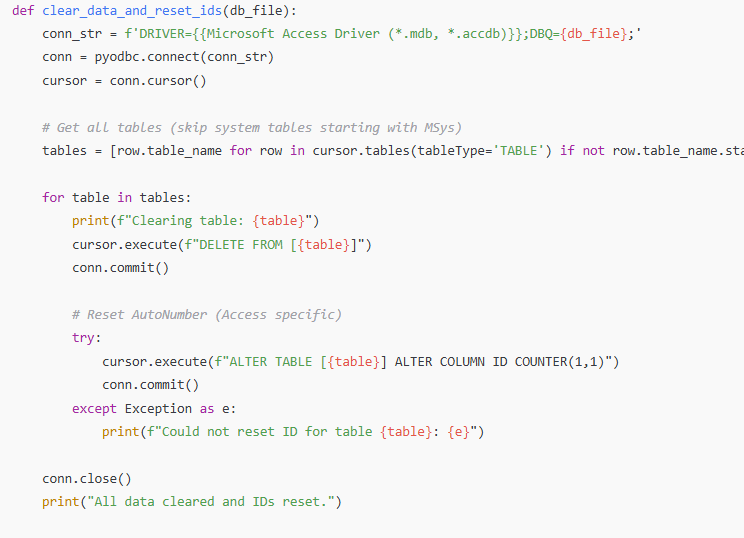 def clear_data_and_reset_ids(db_file):
    conn_str = f'DRIVER={{Microsoft Access Driver (*.mdb, *.accdb)}};DBQ={db_file};'
    conn = pyodbc.connect(conn_str)
    cursor = conn.cursor()

    # Get all tables (skip system tables starting with MSys)
    tables = [row.table_name for row in cursor.tables(tableType='TABLE') if not row.table_name.sta

    for table in tables:
        print(f"Clearing table: {table}")
        cursor.execute(f"DELETE FROM [{table}]")
        conn.commit()

        # Reset AutoNumber (Access specific)
        try:
            cursor.execute(f"ALTER TABLE [{table}] ALTER COLUMN ID COUNTER(1,1)")
            conn.commit()
        except Exception as e:
            print(f"Could not reset ID for table {table}: {e}")

    conn.close()
    print("All data cleared and IDs reset.")